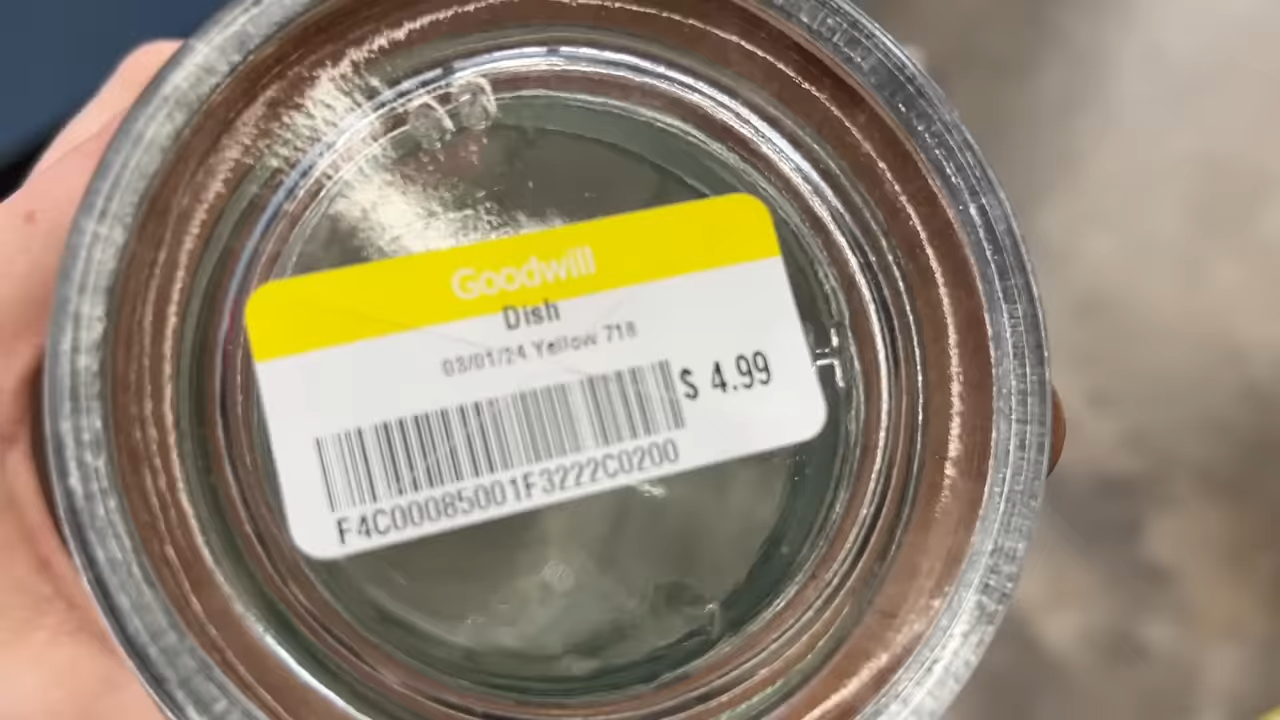 Goodwill
Dish
03/01/24 Yellow 718
$ 4.99
F4C00085001F3222C0200